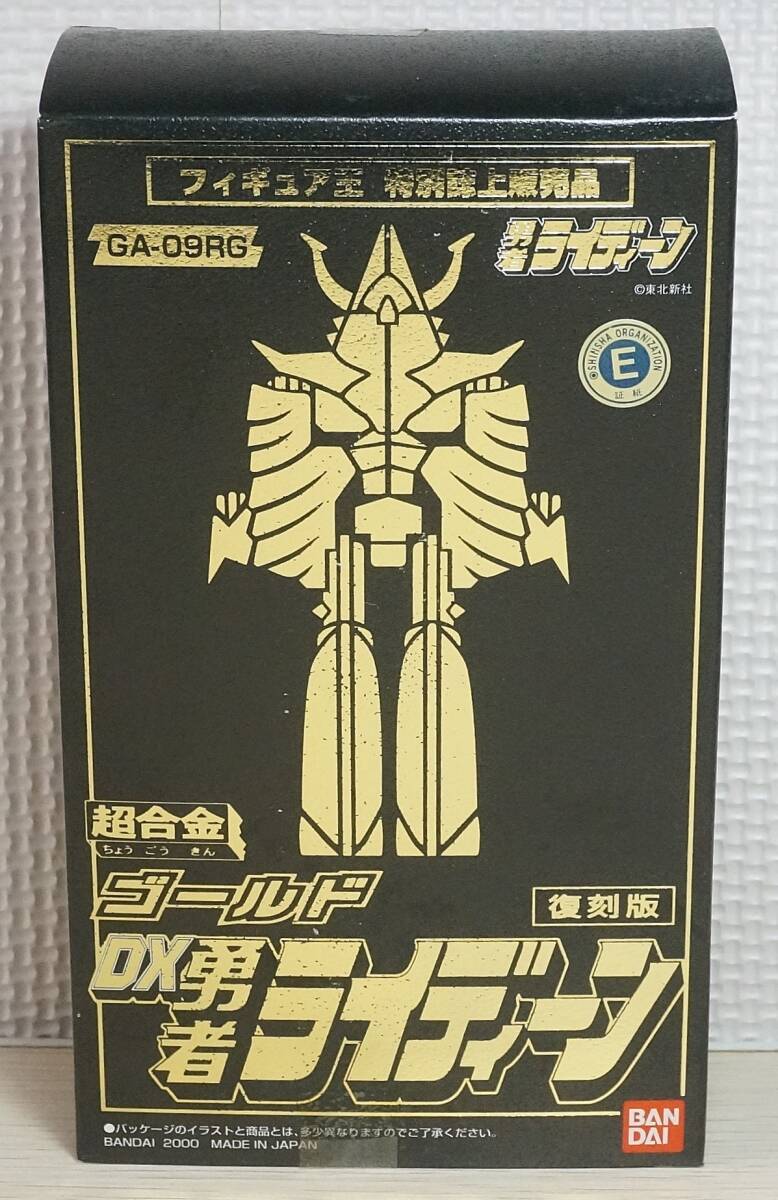 フィギュア王 特別誌上販売品
GA-09RG
勇者ライディーン
©東北新社
©SHINSHA ORGANIZATION
E
証紙
超合金
ちょう ごう きん
ゴールド
復刻版
DX勇者ライディーン
●パッケージのイラストと商品とは、多少異なりますのでご了承ください。
BANDAI 2000 MADE IN JAPAN
BAN
DAI